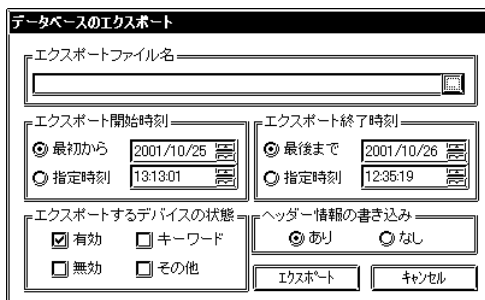 データベースのエクスポート
エクスポートファイル名
エクスポート開始時刻
最初から 2001/10/25
指定時刻 13:13:01
エクスポート終了時刻
最後まで 2001/10/26
指定時刻 12:35:19
エクスポートするデバイスの状態
有効 キーワード
無効 その他
ヘッダー情報の書き込み
あり なし
ｴｸｽﾎﾟｰﾄ ｷｬﾝｾﾙ